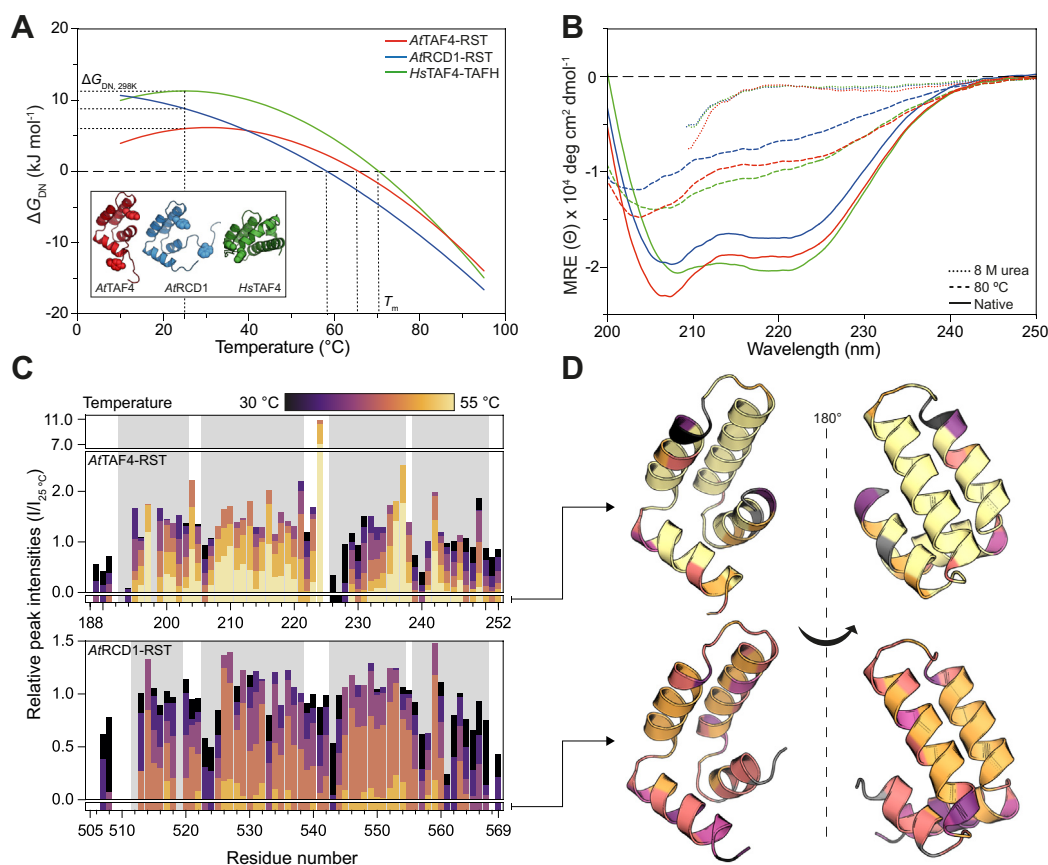 A
20
10
0
-10
-20
ΔG_DN (kJ mol⁻¹)
ΔG_DN, 298K
AtTAF4-RST
AtRCD1-RST
HsTAF4-TAFH
AtTAF4
AtRCD1
HsTAF4
T_m
0 20 40 60 80 100
Temperature (°C)
B
0
-1
-2
MRE (Θ) x 10⁴ deg cm² dmol⁻¹
8 M urea
80 ºC
Native
200 210 220 230 240 250
Wavelength (nm)
C
Temperature
30 °C
55 °C
11.0
7.0
AtTAF4-RST
2.0
1.0
0.0
188 200 210 220 230 240 252
Relative peak intensities (I/I₂₅ °C)
1.5
AtRCD1-RST
1.0
0.5
0.0
505 510 520 530 540 550 560 569
Residue number
D
180°